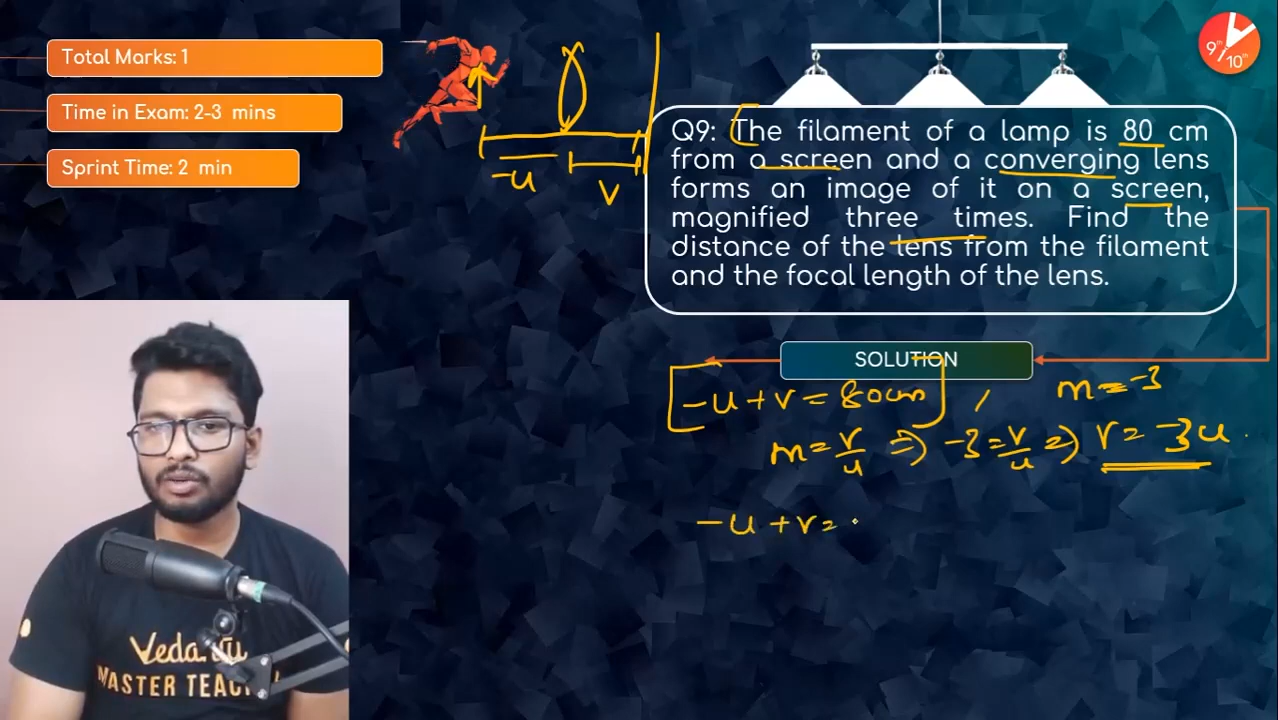 Total Marks: 1
Time in Exam: 2-3 mins
Sprint Time: 2 min
9th
10th
-u
v
Q9: The filament of a lamp is 80 cm
from a screen and a converging lens
forms an image of it on a screen,
magnified three times. Find the
distance of the lens from the filament
and the focal length of the lens.
SOLUTION
-u + v = 80cm , m = -3
m = v/u ⇒ -3 = v/u ⇒ v = -3u .
-u + v =
Vedantu
MASTER TEACHER